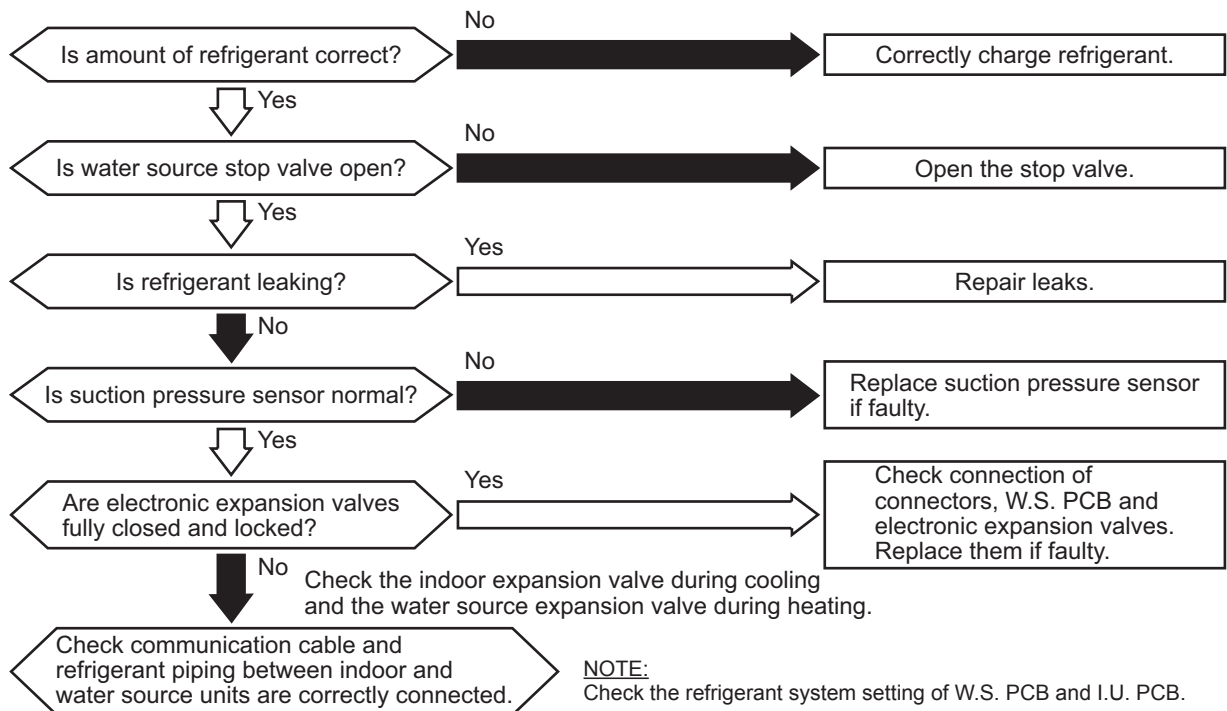 No
Is amount of refrigerant correct?
Correctly charge refrigerant.
Yes
No
Is water source stop valve open?
Open the stop valve.
Yes
Yes
Is refrigerant leaking?
Repair leaks.
No
No
Is suction pressure sensor normal?
Replace suction pressure sensor
if faulty.
Yes
Yes
Are electronic expansion valves
fully closed and locked?
Check connection of
connectors, W.S. PCB and
electronic expansion valves.
Replace them if faulty.
No
Check the indoor expansion valve during cooling
and the water source expansion valve during heating.
Check communication cable and
refrigerant piping between indoor and
water source units are correctly connected.
NOTE:
Check the refrigerant system setting of W.S. PCB and I.U. PCB.